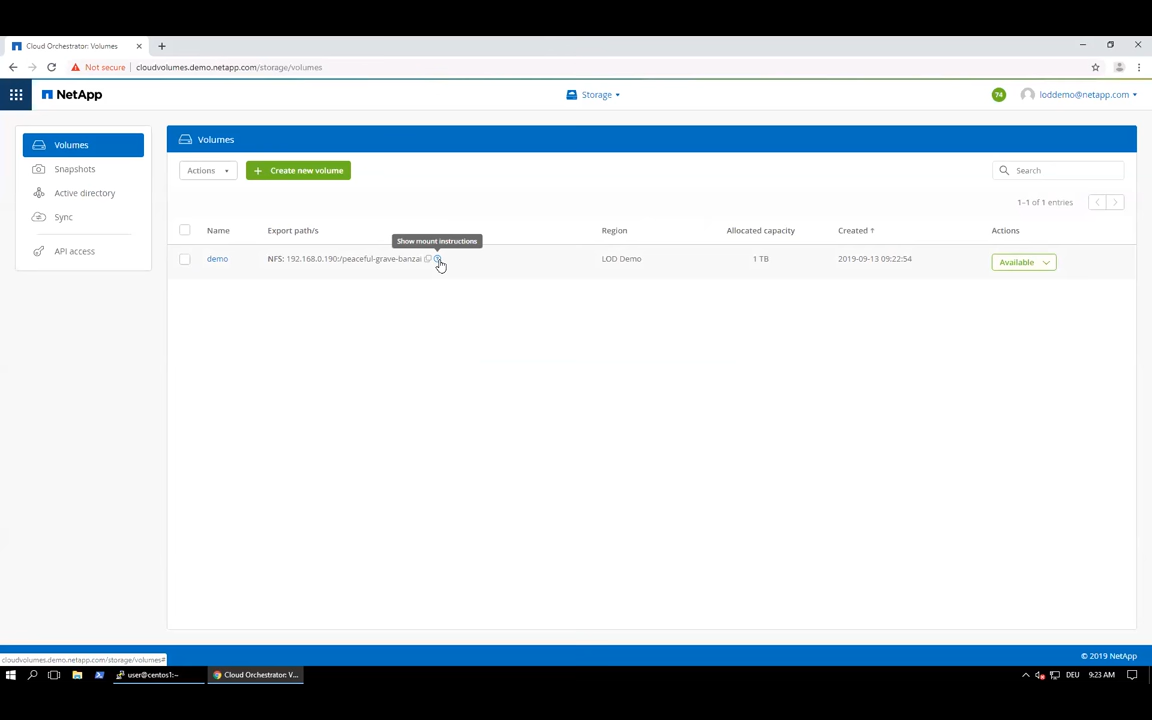 Cloud Orchestrator: Volumes
Not secure cloudvolumes.demo.netapp.com/storage/volumes
NetApp Storage 74 loddemo@netapp.com
Volumes
Snapshots
Active directory
Sync
API access
Volumes
Actions + Create new volume Search
1-1 of 1 entries
Name Export path/s Region Allocated capacity Created ↑ Actions
Show mount instructions
demo NFS: 192.168.0.190:/peaceful-grave-banzai LOD Demo 1 TB 2019-09-13 09:22:54 Available
© 2019 NetApp
cloudvolumes.demo.netapp.com/storage/volumes#
user@centos1:~ Cloud Orchestrator: V... DEU 9:23 AM